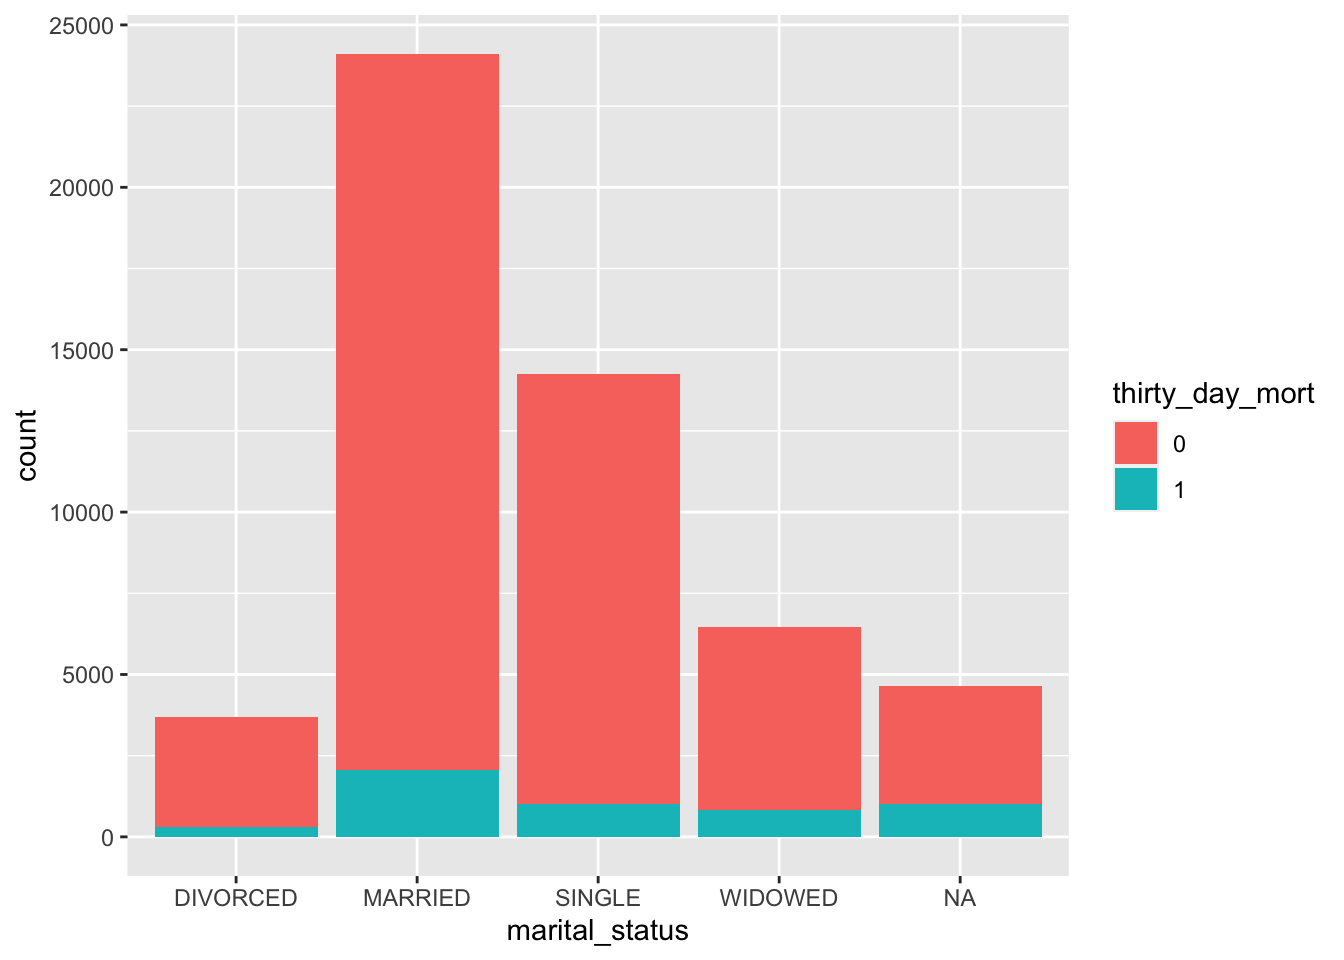 25000
20000
15000
10000
5000
0
count
DIVORCED MARRIED SINGLE WIDOWED NA
marital_status
thirty_day_mort
0
1